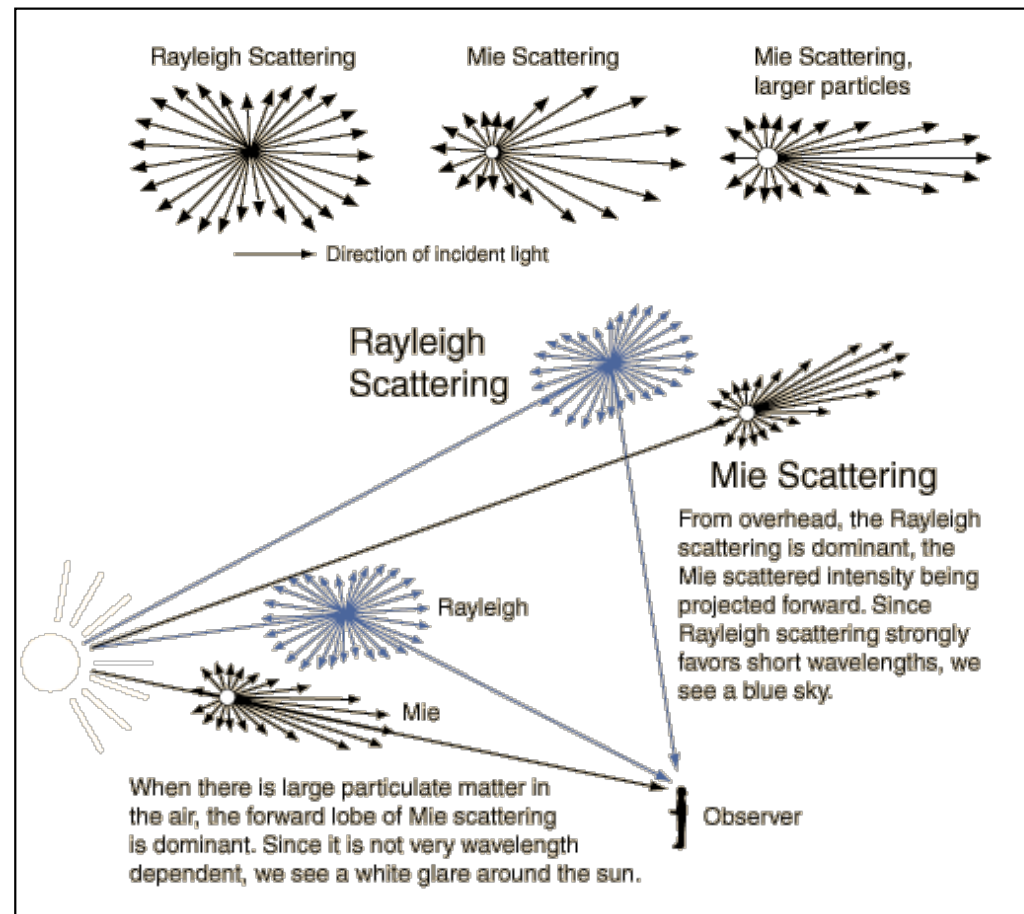 Rayleigh Scattering
Mie Scattering
Mie Scattering,
larger particles
Direction of incident light
Rayleigh
Scattering
Mie Scattering
From overhead, the Rayleigh
scattering is dominant, the
Mie scattered intensity being
projected forward. Since
Rayleigh scattering strongly
favors short wavelengths, we
see a blue sky.
Rayleigh
Mie
When there is large particulate matter in
the air, the forward lobe of Mie scattering
is dominant. Since it is not very wavelength
dependent, we see a white glare around the sun.
Observer